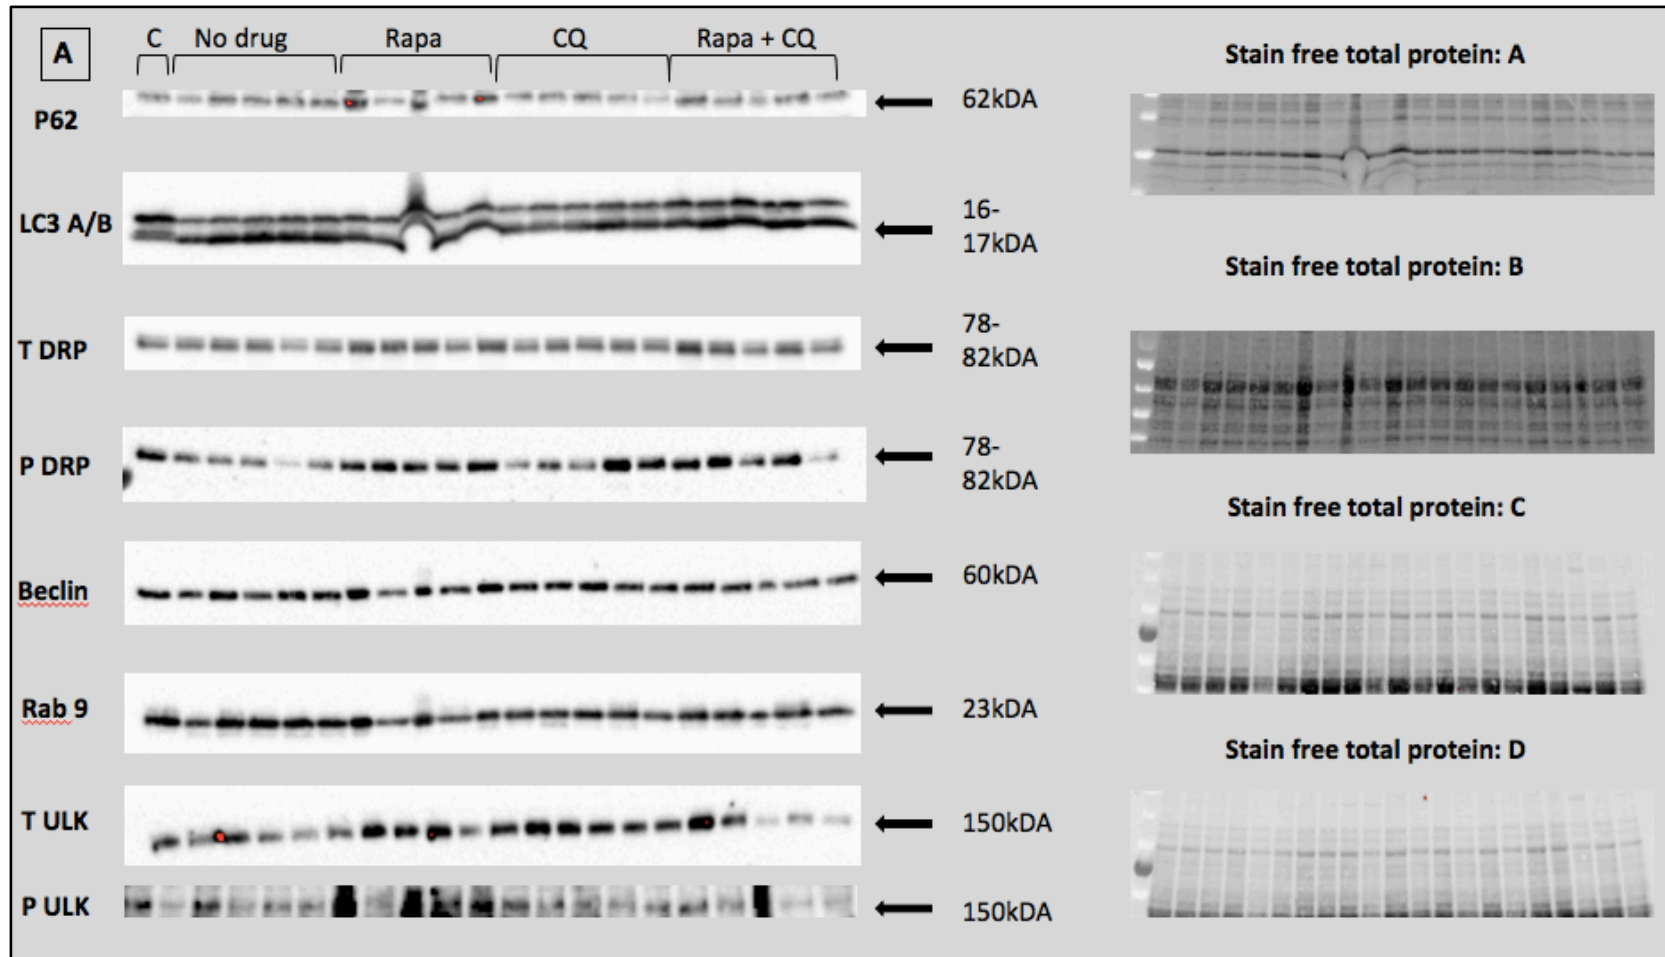 A
C No drug Rapa CQ Rapa + CQ
P62
62kDA
LC3 A/B
16-
17kDA
T DRP
78-
82kDA
P DRP
78-
82kDA
Beclin
60kDA
Rab 9
23kDA
T ULK
150kDA
P ULK
150kDA
Stain free total protein: A
Stain free total protein: B
Stain free total protein: C
Stain free total protein: D